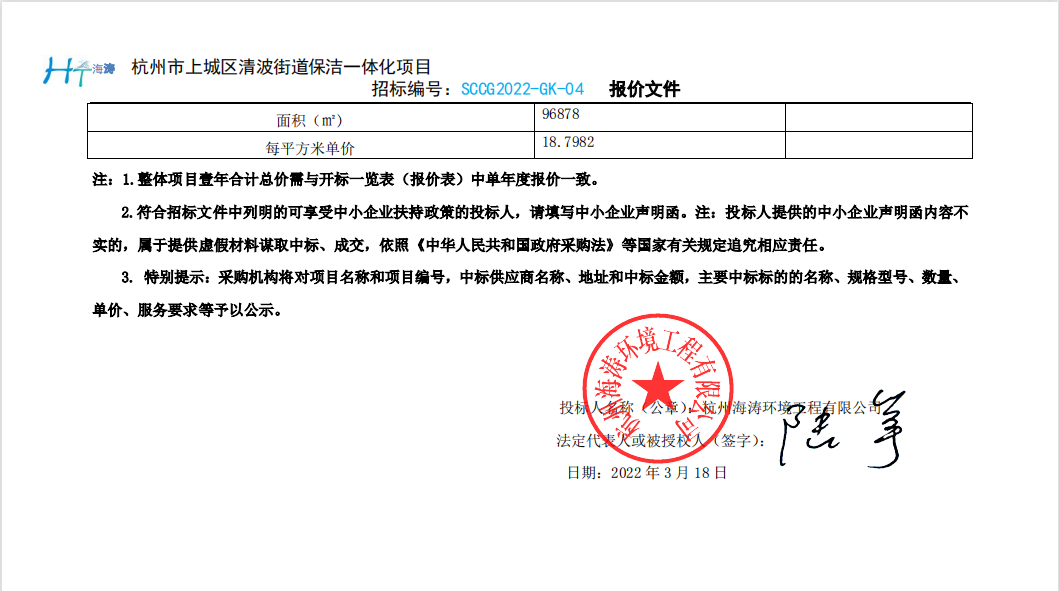 HT海涛 杭州市上城区清波街道保洁一体化项目
招标编号：SCCG2022-GK-04 报价文件
面积（㎡） 96878
每平方米单价 18.7982
注：1.整体项目壹年合计总价需与开标一览表（报价表）中单年度报价一致。
2.符合招标文件中列明的可享受中小企业扶持政策的投标人，请填写中小企业声明函。注：投标人提供的中小企业声明函内容不
实的，属于提供虚假材料谋取中标、成交，依照《中华人民共和国政府采购法》等国家有关规定追究相应责任。
3. 特别提示：采购机构将对项目名称和项目编号，中标供应商名称、地址和中标金额，主要中标标的的名称、规格型号、数量、
单价、服务要求等予以公示。
杭州海涛环境工程有限公司
投标人名称（公章）：杭州海涛环境工程有限公司
法定代表人或被授权人（签字）：
日期：2022 年 3 月 18 日